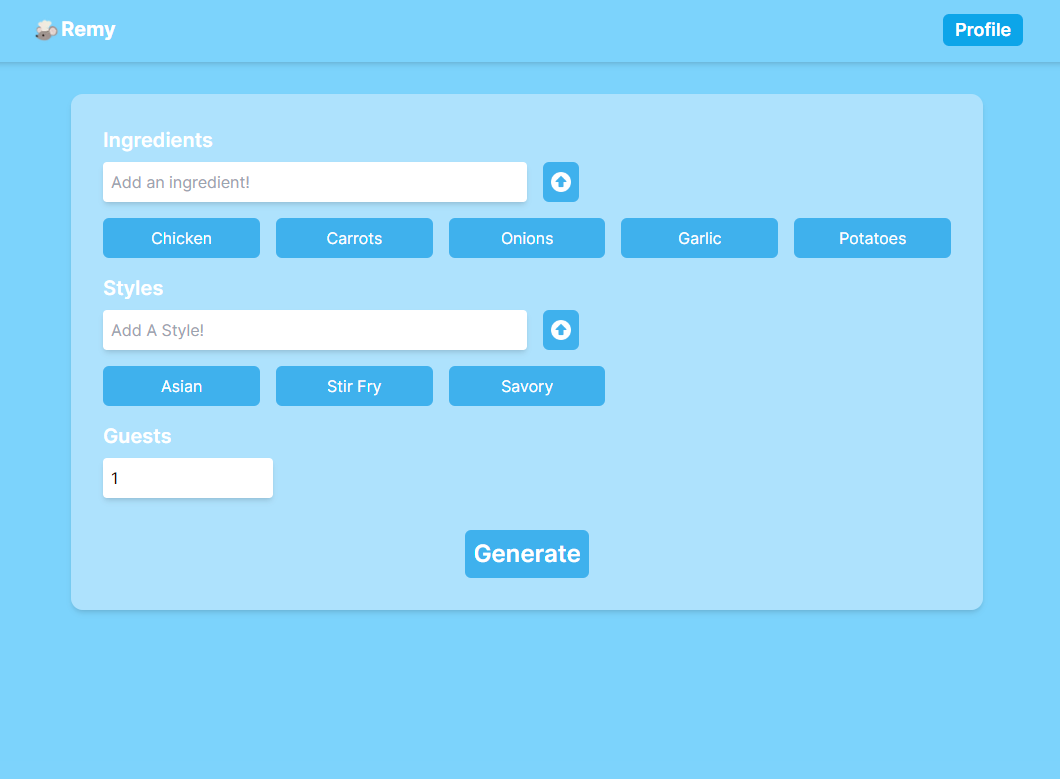 Remy
Profile
Ingredients
Add an ingredient!
Chicken Carrots Onions Garlic Potatoes
Styles
Add A Style!
Asian Stir Fry Savory
Guests
1
Generate